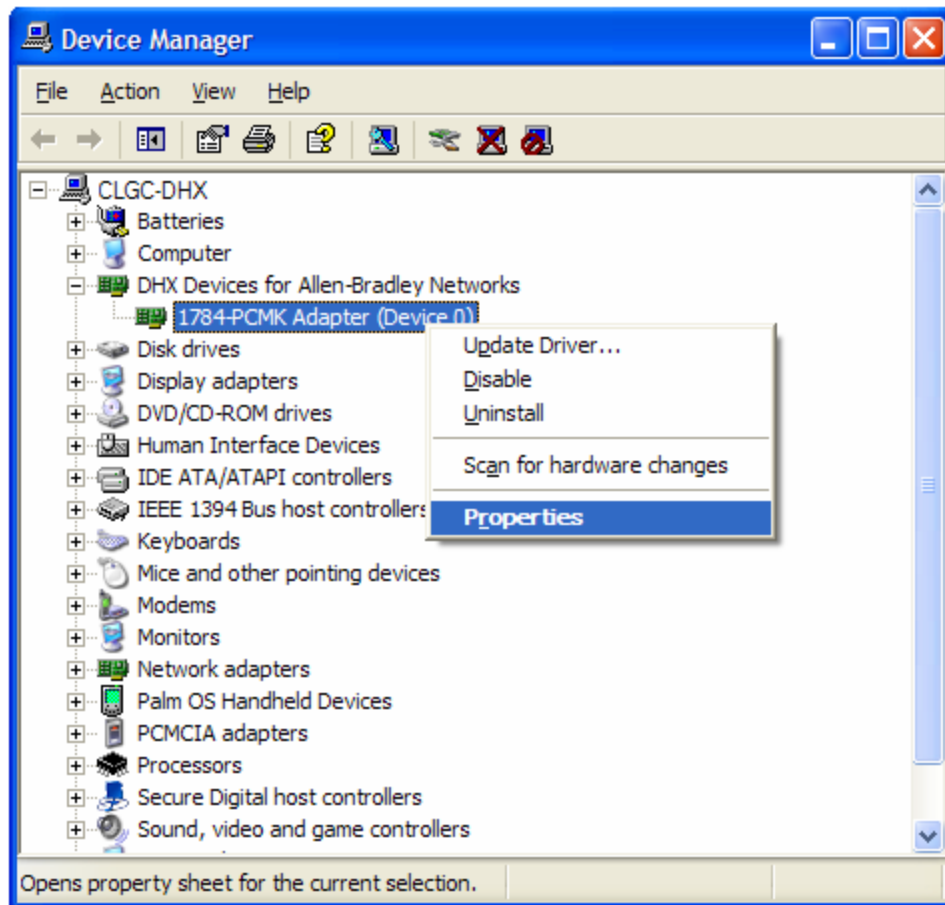 Device Manager
File Action View Help
CLGC-DHX
Batteries
Computer
DHX Devices for Allen-Bradley Networks
1784-PCMK Adapter (Device 0)
Update Driver...
Disk drives
Disable
Display adapters
Uninstall
DVD/CD-ROM drives
Human Interface Devices
Scan for hardware changes
IDE ATA/ATAPI controllers
IEEE 1394 Bus host controllers
Properties
Keyboards
Mice and other pointing devices
Modems
Monitors
Network adapters
Palm OS Handheld Devices
PCMCIA adapters
Processors
Secure Digital host controllers
Sound, video and game controllers
Opens property sheet for the current selection.